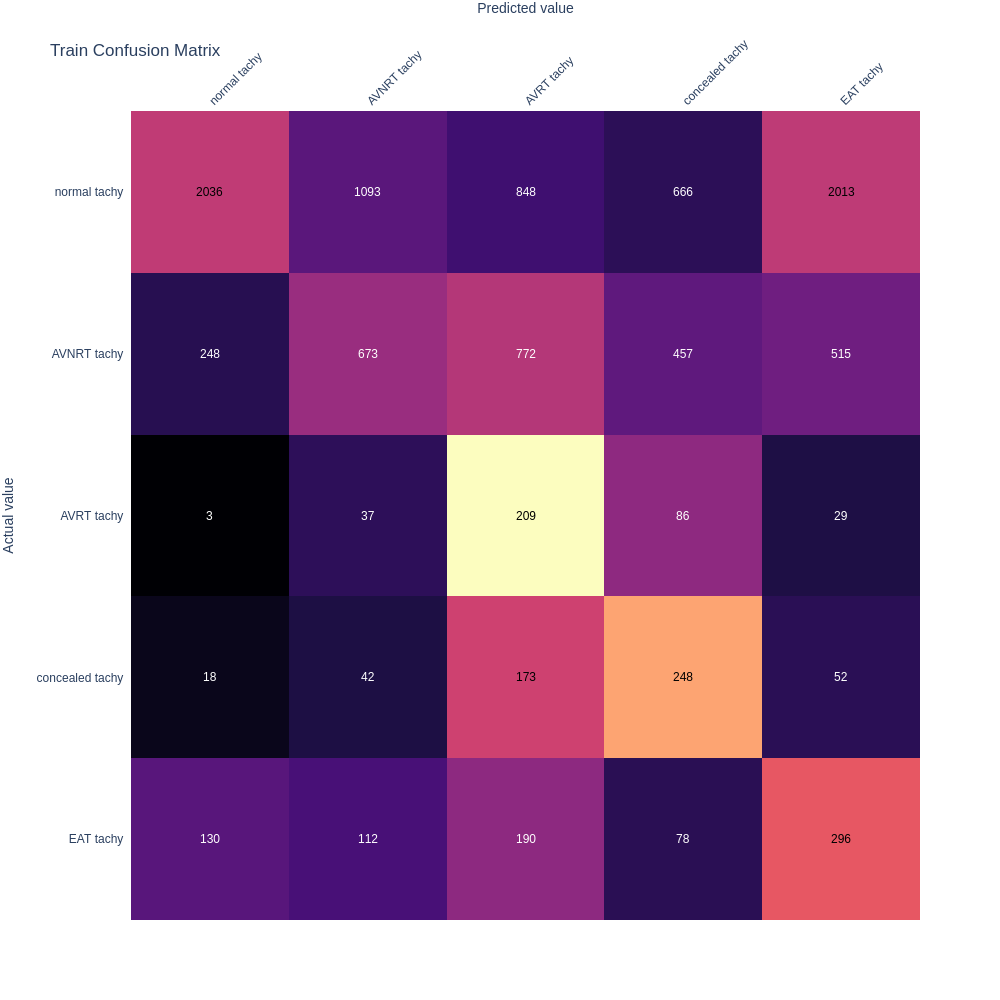 Predicted value
Train Confusion Matrix
normal tachy
AVNRT tachy
AVRT tachy
concealed tachy
EAT tachy
Actual value
normal tachy 2036 1093 848 666 2013
AVNRT tachy 248 673 772 457 515
AVRT tachy 3 37 209 86 29
concealed tachy 18 42 173 248 52
EAT tachy 130 112 190 78 296